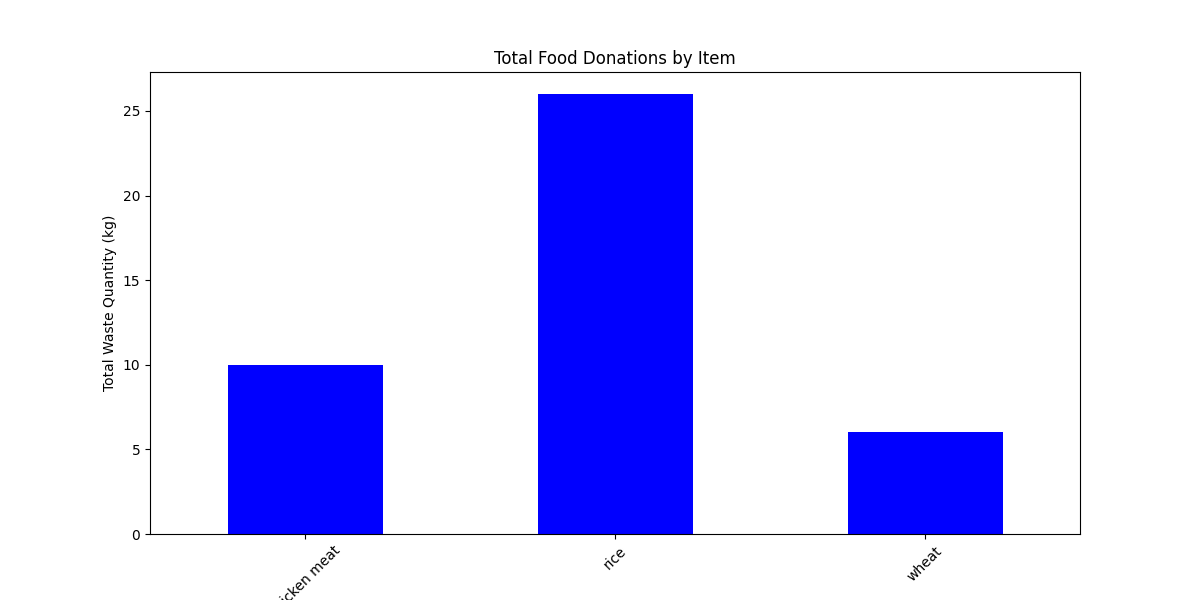 Total Food Donations by Item
Total Waste Quantity (kg)
25
20
15
10
5
0
icken meat
rice
wheat